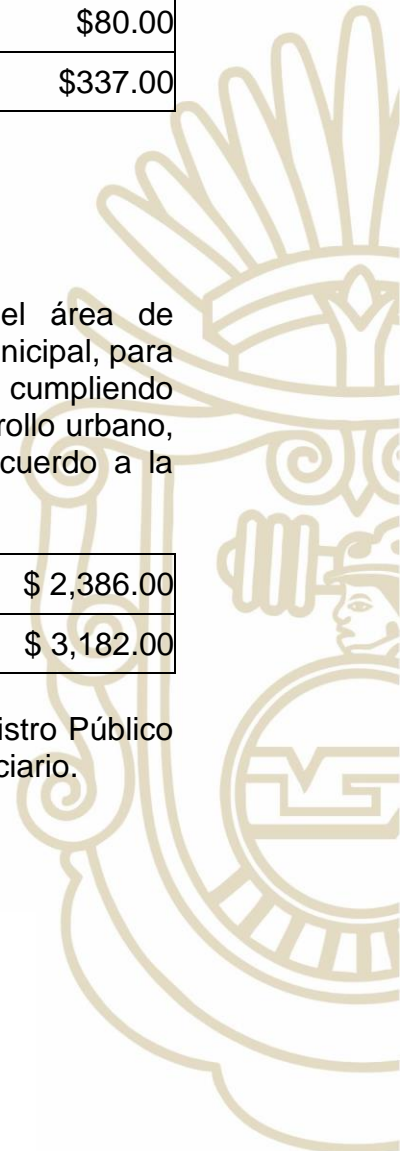 $80.00
$337.00
el área de
nicipal, para
cumpliendo
rollo urbano,
cuerdo a la
$ 2,386.00
$ 3,182.00
istro Público
ciario.